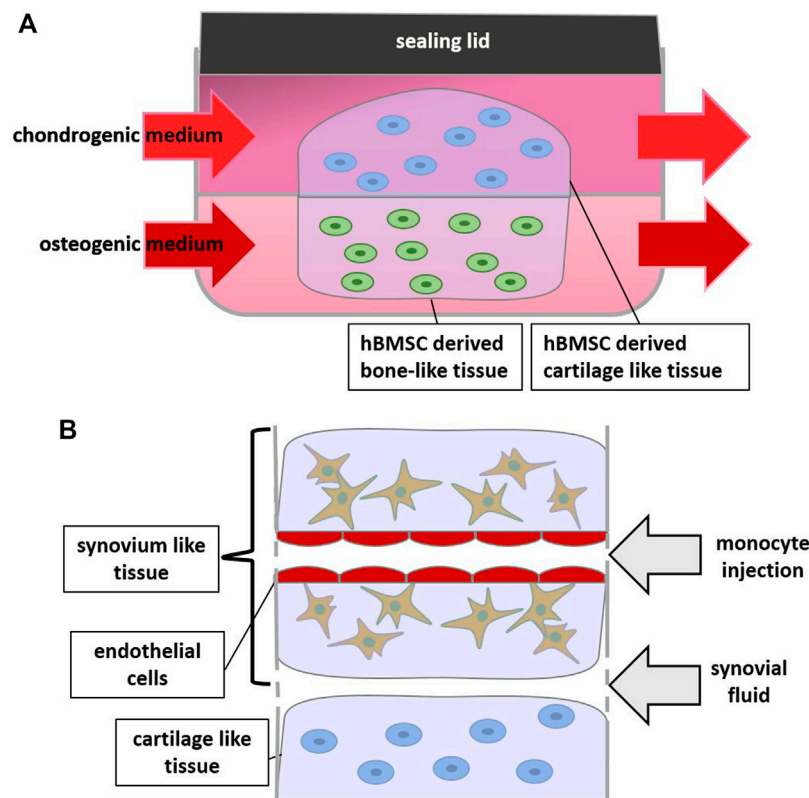 A
sealing lid
chondrogenic medium
osteogenic medium
hBMSC derived
bone-like tissue
hBMSC derived
cartilage like tissue
B
synovium like
tissue
monocyte
injection
endothelial
cells
synovial
fluid
cartilage like
tissue